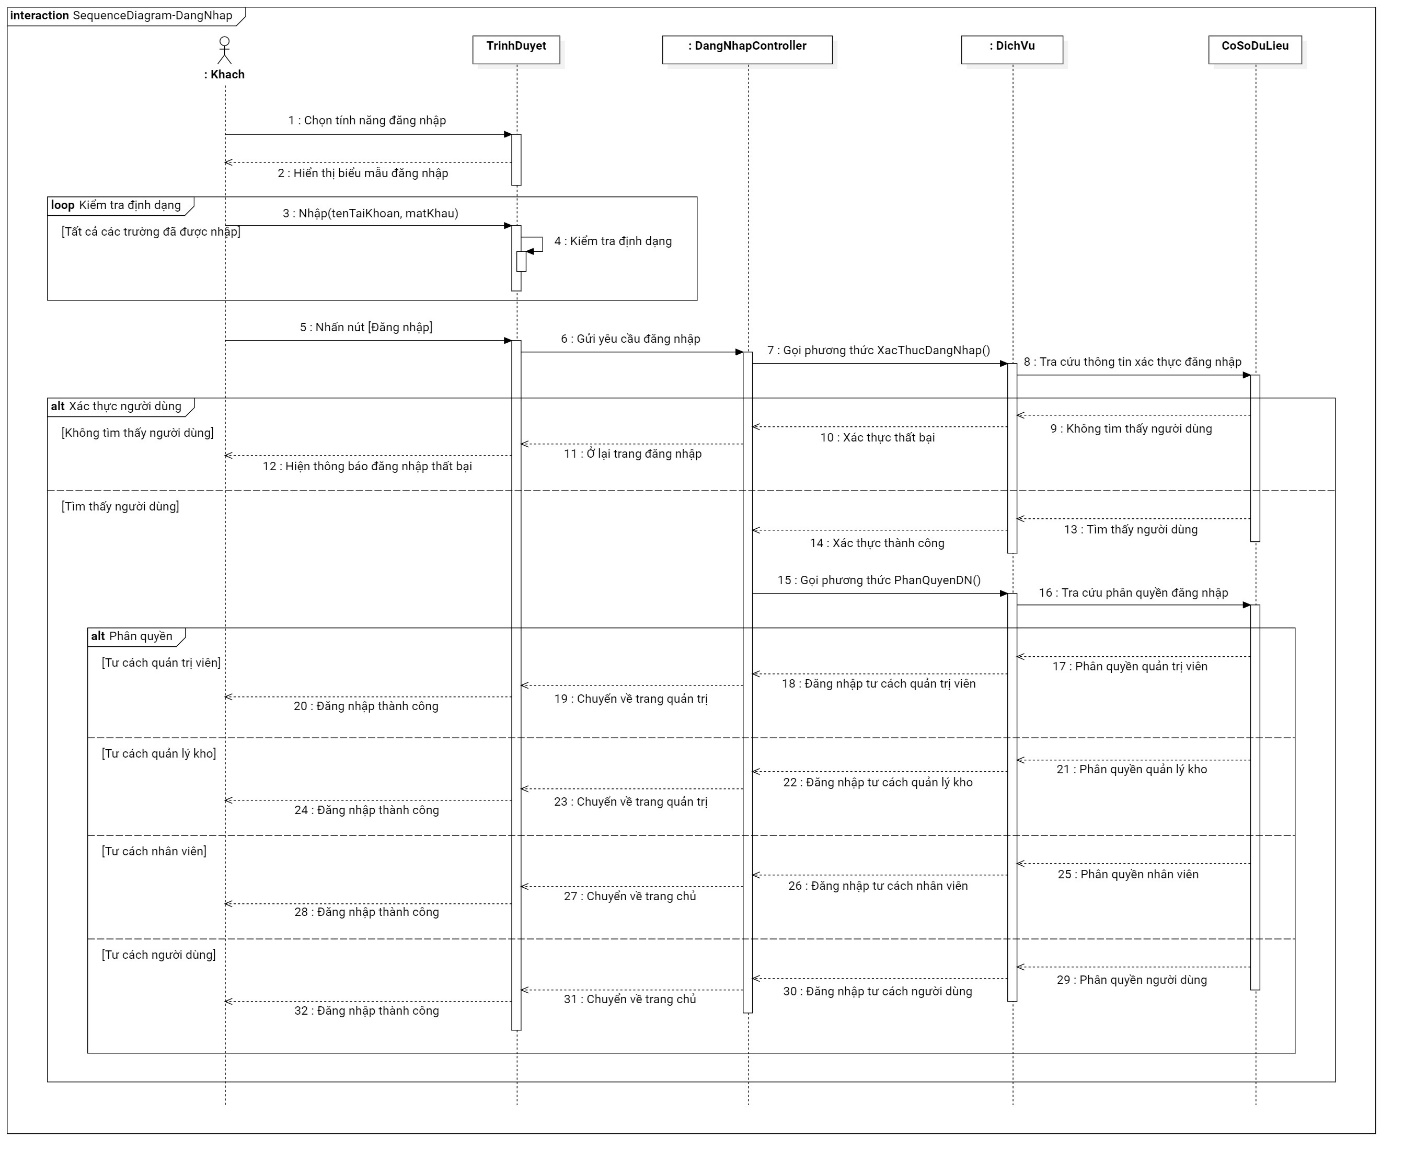 interaction SequenceDiagram-DangNhap
: Khach
TrinhDuyet
: DangNhapController
: DichVu
CoSoDuLieu
1 : Chọn tính năng đăng nhập
2 : Hiển thị biểu mẫu đăng nhập
loop Kiểm tra định dạng
3 : Nhập(tenTaiKhoan, matKhau)
[Tất cả các trường đã được nhập]
4 : Kiểm tra định dạng
5 : Nhấn nút [Đăng nhập]
6 : Gửi yêu cầu đăng nhập
7 : Gọi phương thức XacThucDangNhap()
8 : Tra cứu thông tin xác thực đăng nhập
alt Xác thực người dùng
[Không tìm thấy người dùng]
9 : Không tìm thấy người dùng
10 : Xác thực thất bại
11 : Ở lại trang đăng nhập
12 : Hiện thông báo đăng nhập thất bại
[Tìm thấy người dùng]
13 : Tìm thấy người dùng
14 : Xác thực thành công
15 : Gọi phương thức PhanQuyenDN()
16 : Tra cứu phân quyền đăng nhập
alt Phân quyền
[Tư cách quản trị viên]
17 : Phân quyền quản trị viên
18 : Đăng nhập tư cách quản trị viên
19 : Chuyển về trang quản trị
20 : Đăng nhập thành công
[Tư cách quản lý kho]
21 : Phân quyền quản lý kho
22 : Đăng nhập tư cách quản lý kho
23 : Chuyển về trang quản trị
24 : Đăng nhập thành công
[Tư cách nhân viên]
25 : Phân quyền nhân viên
26 : Đăng nhập tư cách nhân viên
27 : Chuyển về trang chủ
28 : Đăng nhập thành công
[Tư cách người dùng]
29 : Phân quyền người dùng
30 : Đăng nhập tư cách người dùng
31 : Chuyển về trang chủ
32 : Đăng nhập thành công